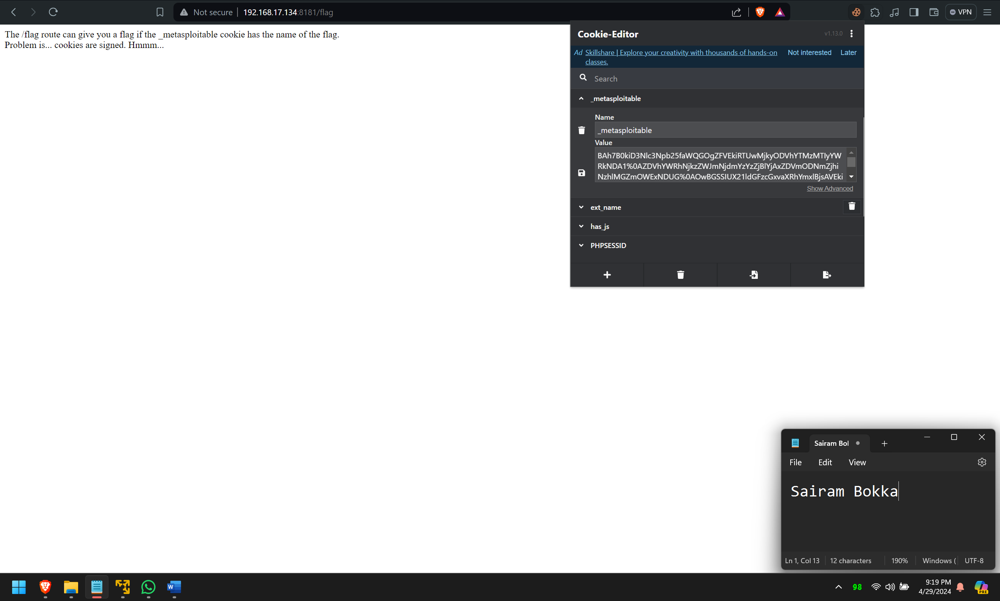 Not secure 192.168.17.134:8181/flag
VPN
The /flag route can give you a flag if the _metasploitable cookie has the name of the flag.
Problem is... cookies are signed. Hmmm...
Cookie-Editor v1.13.0
Ad Skillshare | Explore your creativity with thousands of hands-on classes. Not interested Later
Search
_metasploitable
Name
_metasploitable
Value
BAh7B0kiD3Nlc3Npb25faWQGOgZFVEkiRTUwMjkyODVhYTMzMTIyYW
RkNDA1%0AZDVhYWRhNjkzZWJmNjdmYzYzZjBlYjAxZDVmODNmZjhi
NzhlMGZmOWExNDUG%0AOwBGSSIUX21ldGFzcGxvaXRhYmxlBjsAVEki
Show Advanced
ext_name
has_js
PHPSESSID
Sairam Bol
File Edit View
Sairam Bokka
Ln 1, Col 13 12 characters 190% Windows ( UTF-8
W
98
9:19 PM
4/29/2024
PRE